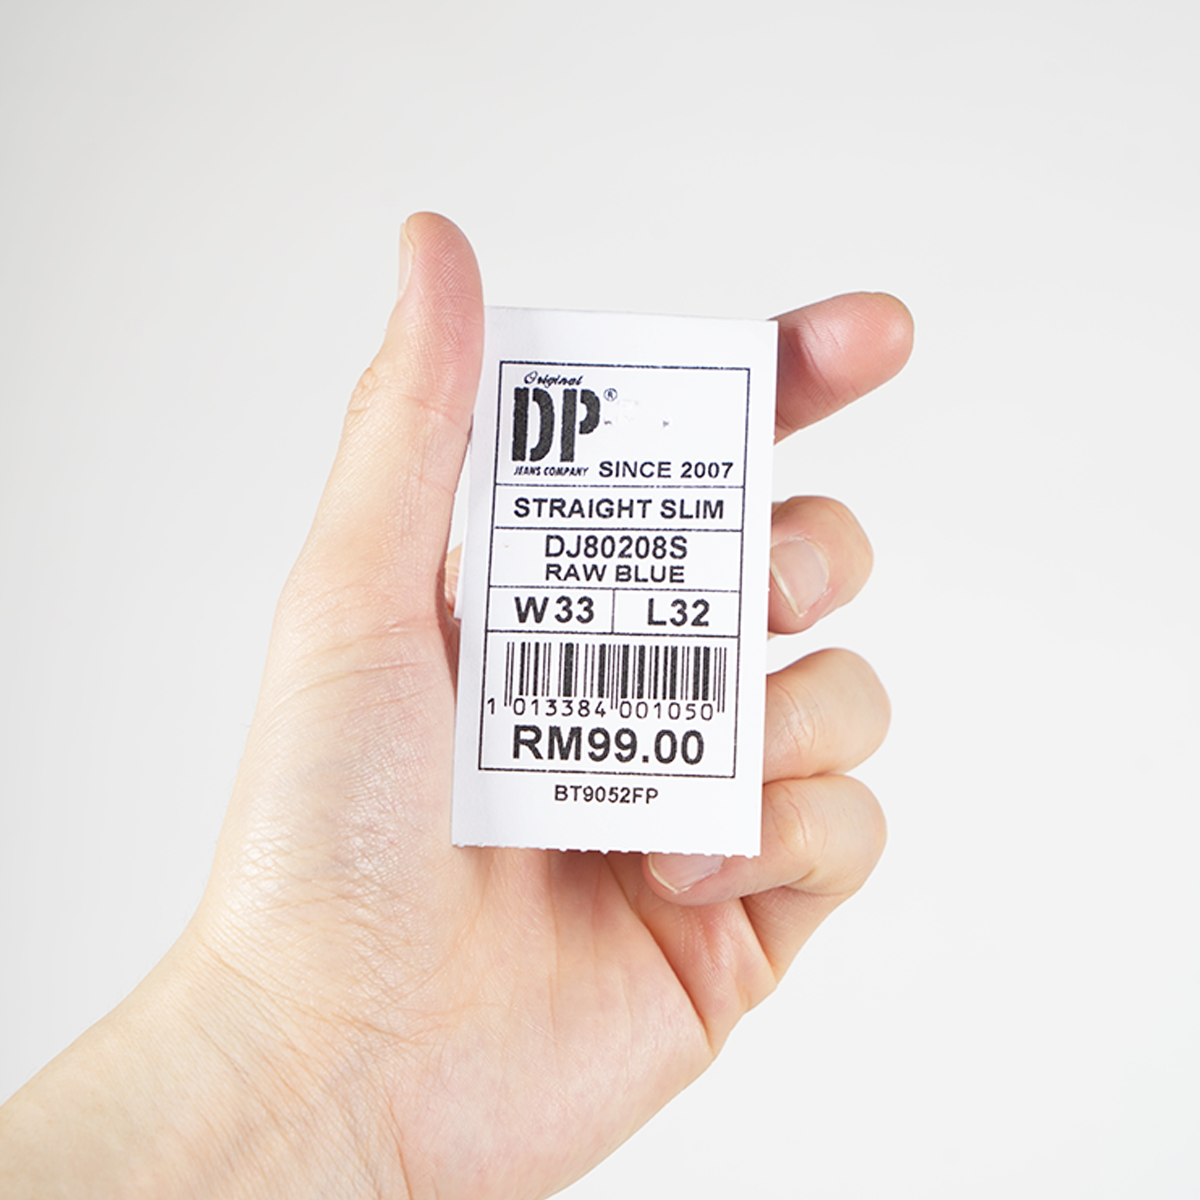 Original
DP®
JEANS COMPANY SINCE 2007
STRAIGHT SLIM
DJ80208S
RAW BLUE
W33 L32
1 013384 001050
RM99.00
BT9052FP